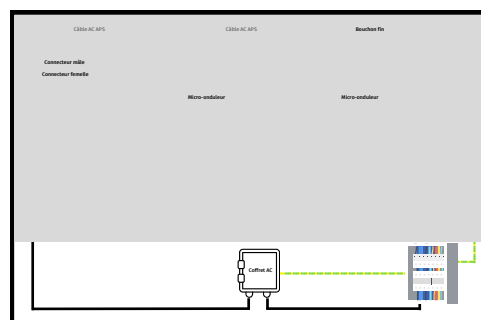 Câble AC APS
Câble AC APS
Bouchon fin
Connecteur mâle
Connecteur femelle
Micro-onduleur
Micro-onduleur
Coffret AC